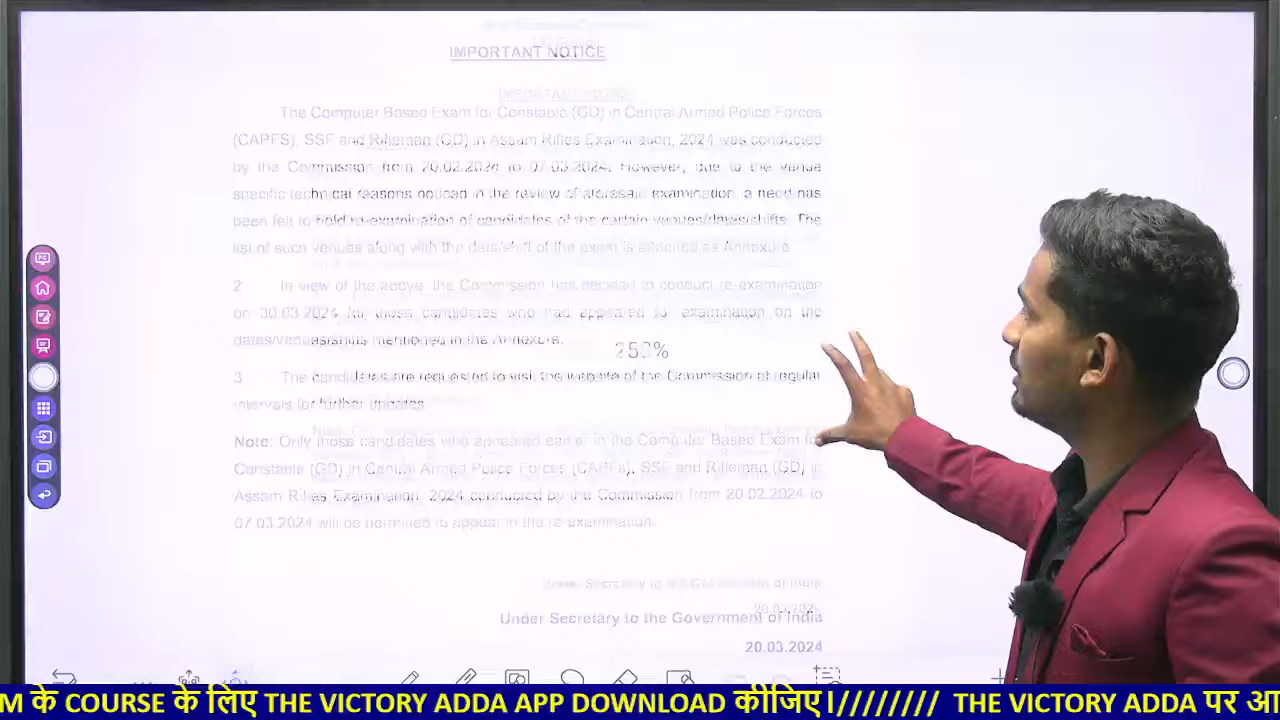 IMPORTANT NOTICE
The Computer Based Exam for Constable (GD) in Central Armed Police Forces
(CAPFS), SSF and Rifleman (GD) in Assam Rifles Examination, 2024 was conducted
by the Commission from 20.02.2024 to 07.03.2024. However, due to the venue
specific technical reasons noticed in the review of aforesaid examination, a need has
been felt to hold re-examination of candidates of the certain venues/dates/shifts. The
list of such venues along with the date/shift of the exam is attached as Annexure
2 In view of the above, the Commission has decided to conduct re-examination
on 30.03.2024 for those candidates who had appeared for examination on the
dates/venues/shifts mentioned in the Annexure.
250%
3 The candidates are requested to visit the website of the Commission at regular
intervals for further updates
Note: Only those candidates who appeared earlier in the Computer Based Exam for
Constable (GD) in Central Armed Police Forces (CAPFs), SSF and Rifleman (GD) in
Assam Rifles Examination, 2024 conducted by the Commission from 20.02.2024 to
07.03.2024 will be permitted to appear in the re-examination.
Under Secretary to the Government of India
20.03.2024
Under Secretary to the Government of India
20.03.2024
M के COURSE के लिए THE VICTORY ADDA APP DOWNLOAD कीजिए।//////// THE VICTORY ADDA पर आ